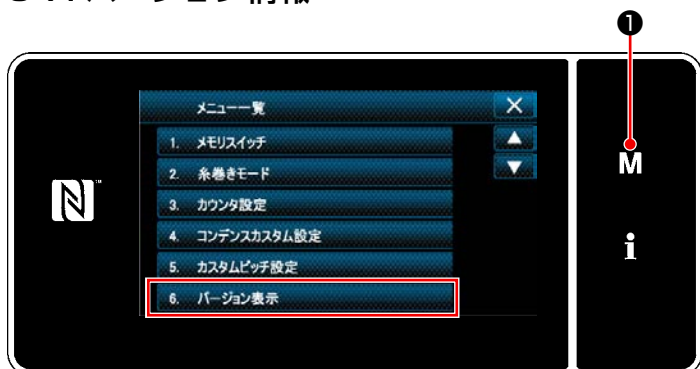 ❶
メニュー一覧
1. メモリスイッチ
2. 糸巻きモード
3. カウンタ設定
4. コンデンスカスタム設定
5. カスタムピッチ設定
6. バージョン表示
M
i